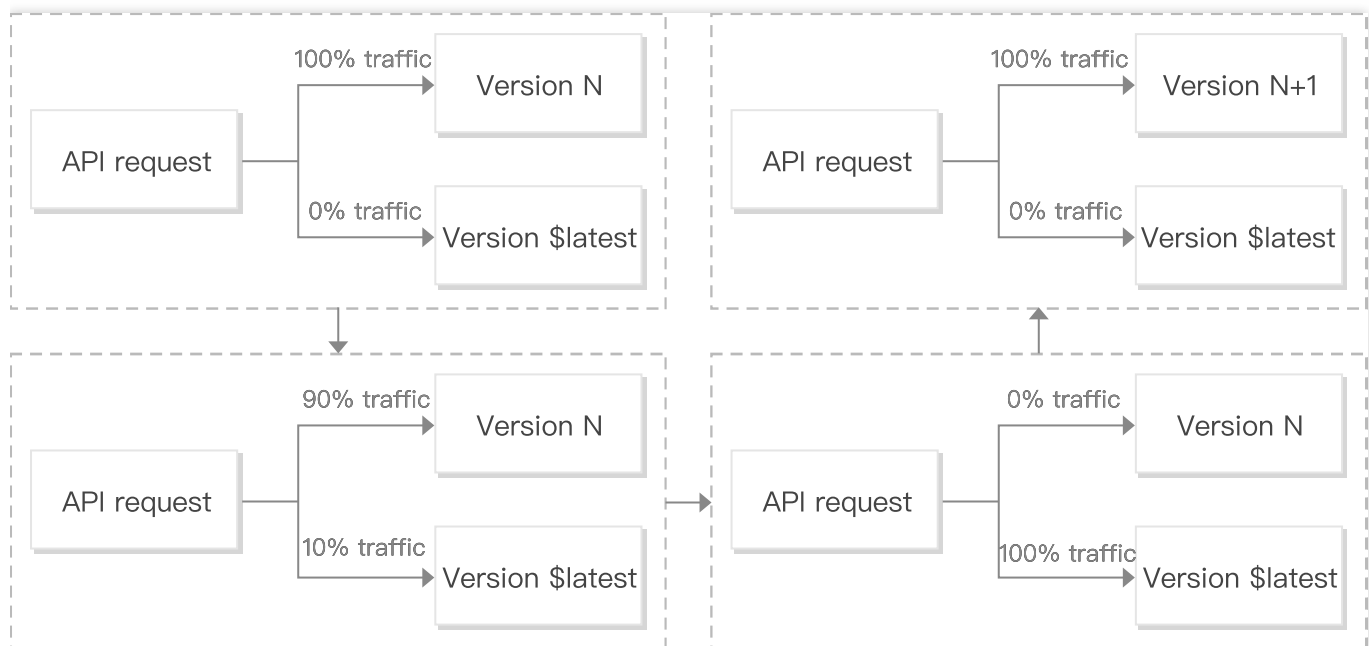 100% traffic
Version N
API request
0% traffic
Version $latest
100% traffic
Version N+1
API request
0% traffic
Version $latest
90% traffic
Version N
API request
10% traffic
Version $latest
0% traffic
Version N
API request
100% traffic
Version $latest